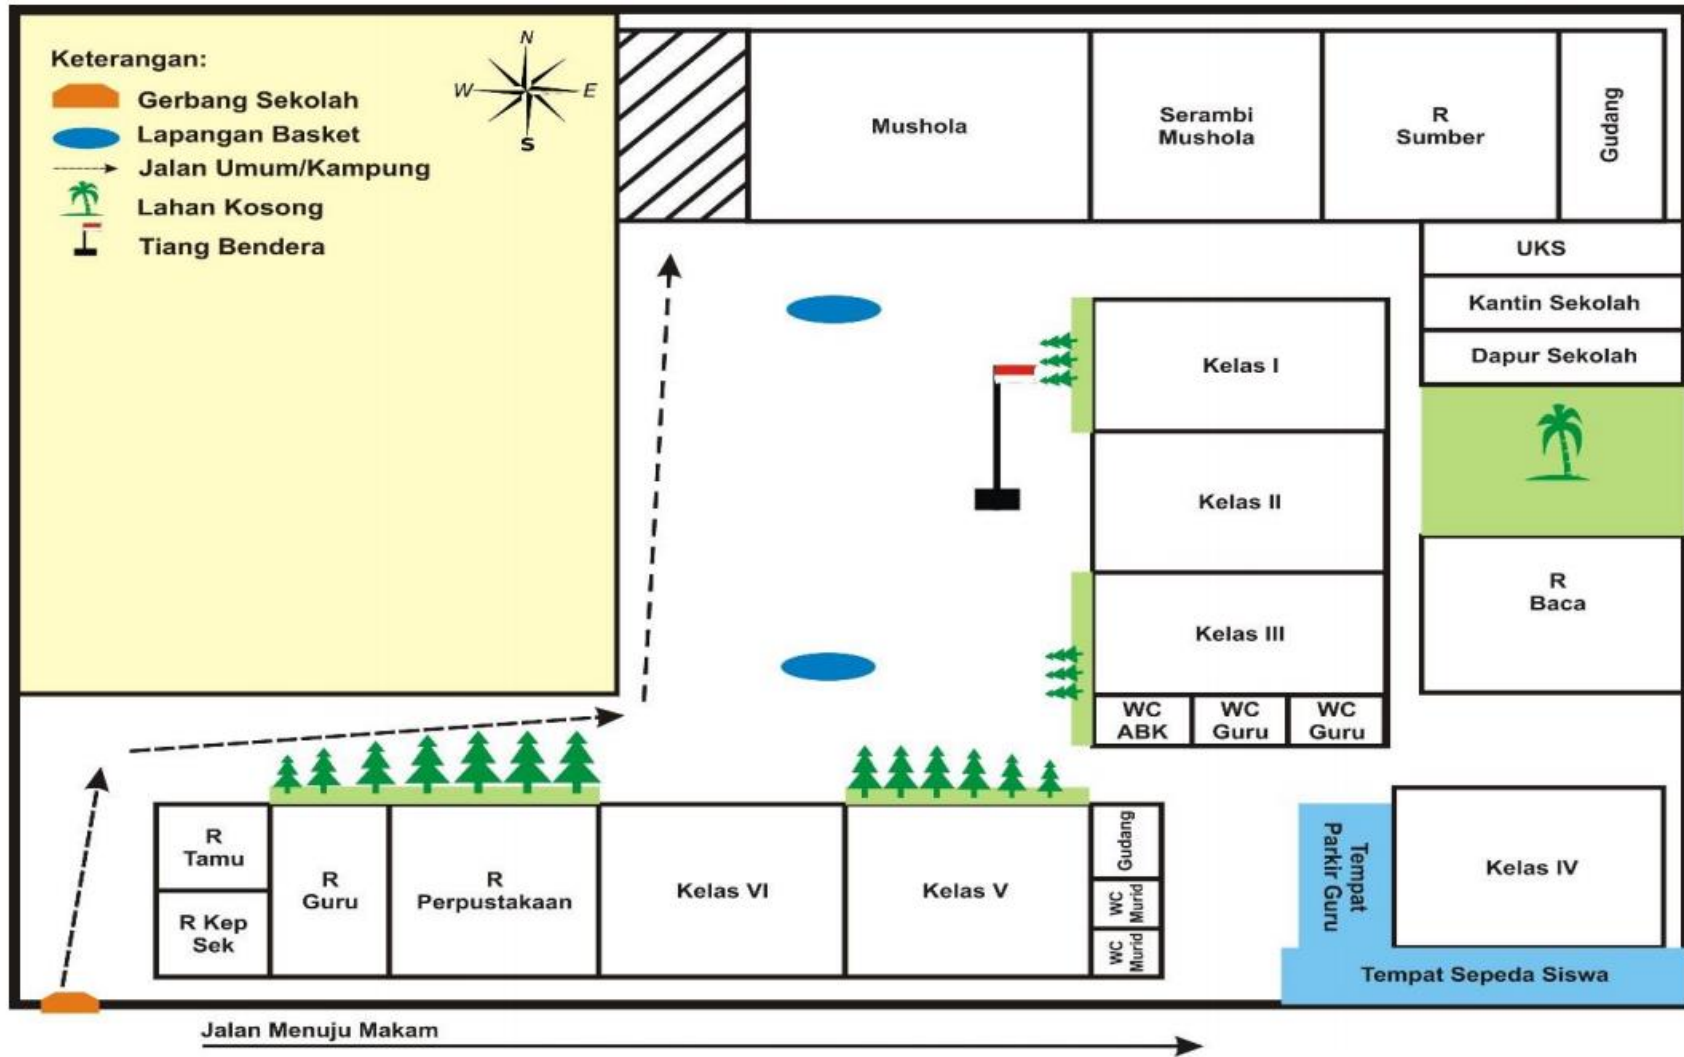 Keterangan:
Gerbang Sekolah
Lapangan Basket
Jalan Umum/Kampung
Lahan Kosong
Tiang Bendera
N
W
E
S
Mushola
Serambi
Mushola
R
Sumber
Gudang
UKS
Kantin Sekolah
Dapur Sekolah
Kelas I
Kelas II
Kelas III
R
Baca
WC
ABK
WC
Guru
WC
Guru
R
Tamu
R Kep
Sek
R
Guru
R
Perpustakaan
Kelas VI
Kelas V
Gudang
WC
Murid
WC
Murid
Tempat
Parkir Guru
Kelas IV
Tempat Sepeda Siswa
Jalan Menuju Makam